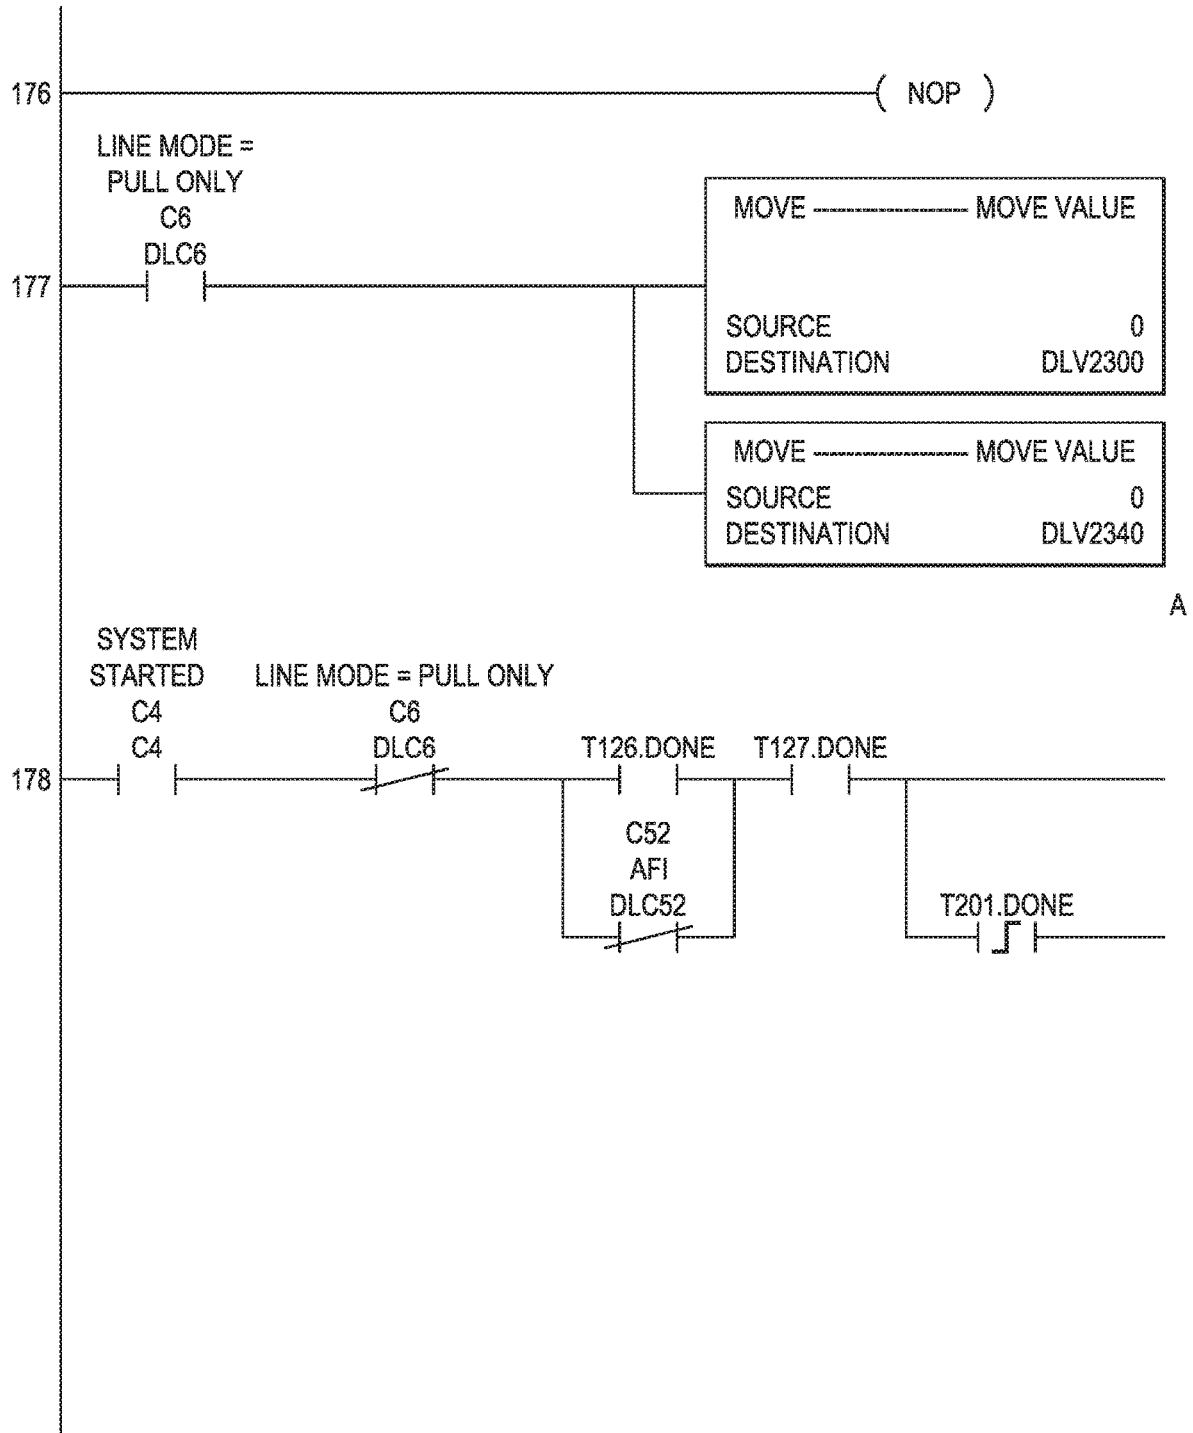 176
( NOP )
LINE MODE =
PULL ONLY
C6
DLC6
177
MOVE MOVE VALUE
SOURCE 0
DESTINATION DLV2300
MOVE MOVE VALUE
SOURCE 0
DESTINATION DLV2340
A
SYSTEM
STARTED
C4
C4
LINE MODE = PULL ONLY
C6
DLC6
T126.DONE
T127.DONE
178
C52
AFI
DLC52
T201.DONE